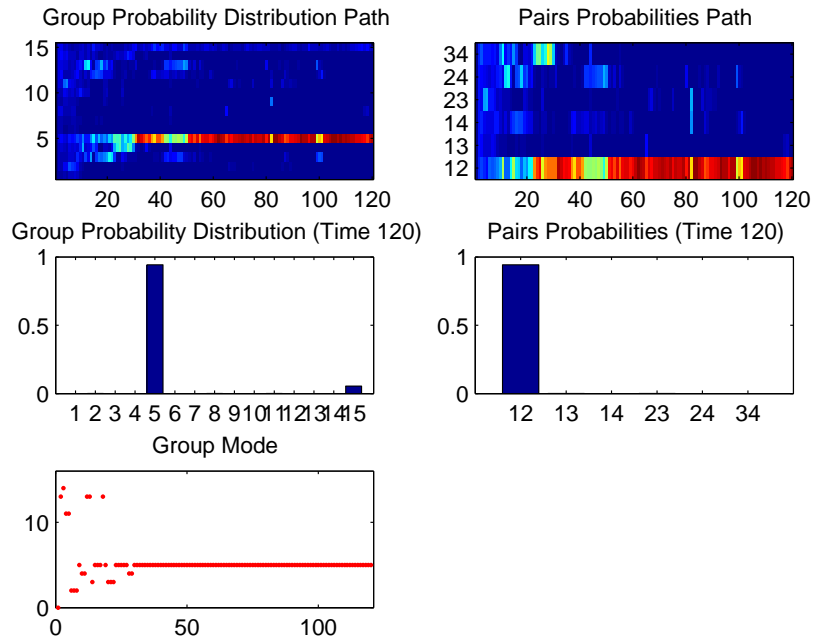 Group Probability Distribution Path
15
10
5
20 40 60 80 100 120
Pairs Probabilities Path
34
24
23
14
13
12
20 40 60 80 100 120
Group Probability Distribution (Time 120)
1
0.5
0
1 2 3 4 5 6 7 8 9 10 11 12 13 14 15
Pairs Probabilities (Time 120)
1
0.5
0
12 13 14 23 24 34
Group Mode
10
0
0 50 100